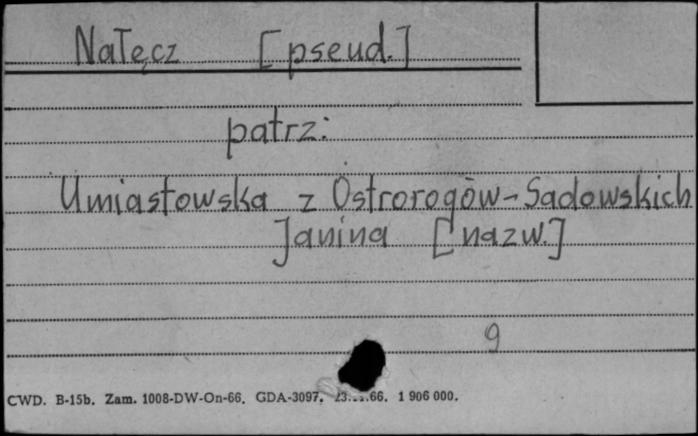 Nałęcz [pseud.]
patrz:
Umiastowska z Ostrorogów-Sadowskich
Janina [nazw.]
9
CWD. B-15b. Zam. 1008-DW-On-66. GDA-3097. 66. 1 906 000.